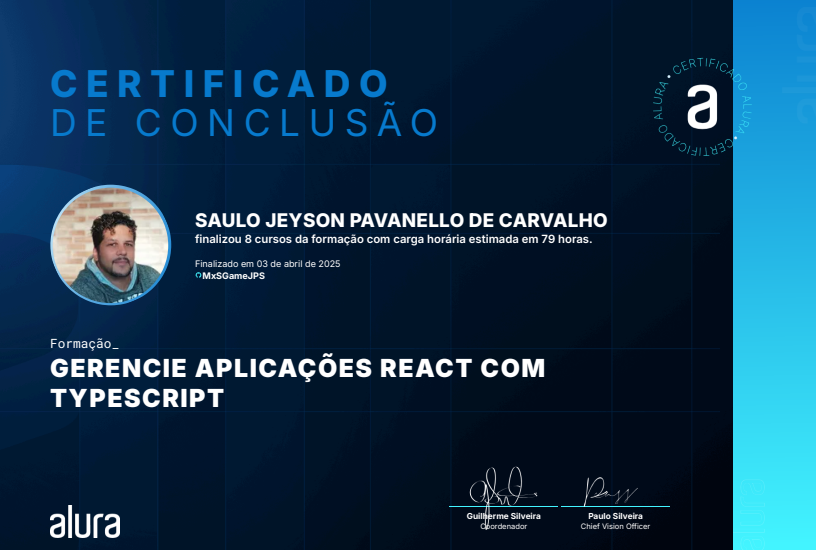 CERTIFICADO
DE CONCLUSÃO
CERTIFICADO ALURA • CERTIFICADO ALURA •
a
SAULO JEYSON PAVANELLO DE CARVALHO
finalizou 8 cursos da formação com carga horária estimada em 79 horas.
Finalizado em 03 de abril de 2025
MxSGameJPS
Formação_
GERENCIE APLICAÇÕES REACT COM
TYPESCRIPT
Guilherme Silveira
Coordenador
Paulo Silveira
Chief Vision Officer
alura